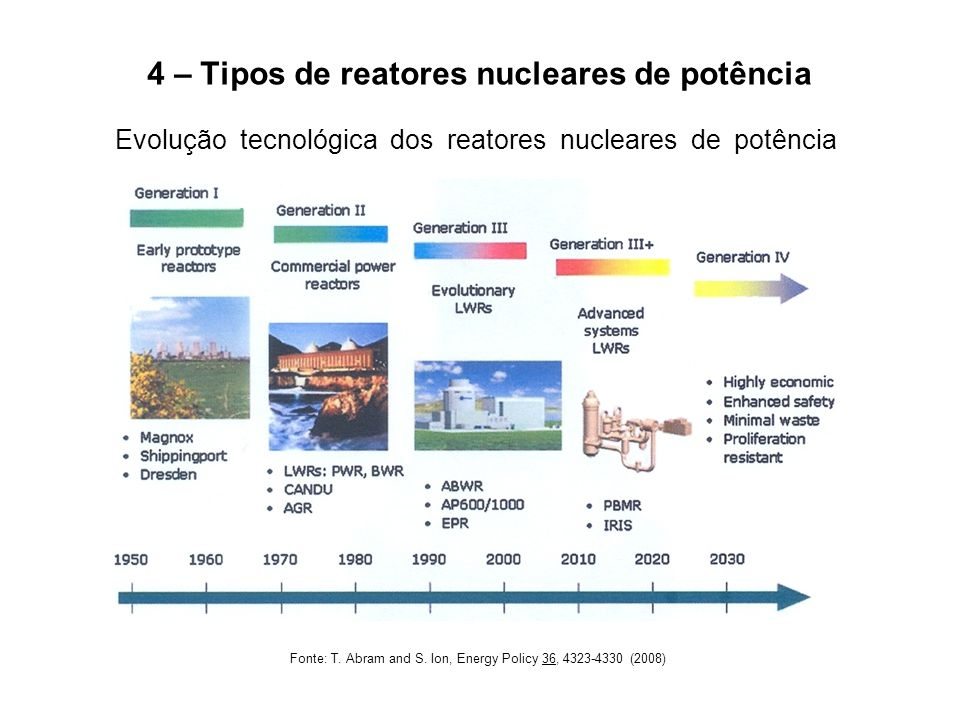 4 – Tipos de reatores nucleares de potência
Evolução tecnológica dos reatores nucleares de potência
Generation I
Early prototype
reactors
• Magnox
• Shippingport
• Dresden
Generation II
Commercial power
reactors
• LWRs: PWR, BWR
• CANDU
• AGR
Generation III
Evolutionary
LWRs
• ABWR
• AP600/1000
• EPR
Generation III+
Advanced
systems
LWRs
• PBMR
• IRIS
Generation IV
• Highly economic
• Enhanced safety
• Minimal waste
• Proliferation
resistant
1950 1960 1970 1980 1990 2000 2010 2020 2030
Fonte: T. Abram and S. Ion, Energy Policy 36, 4323-4330 (2008)